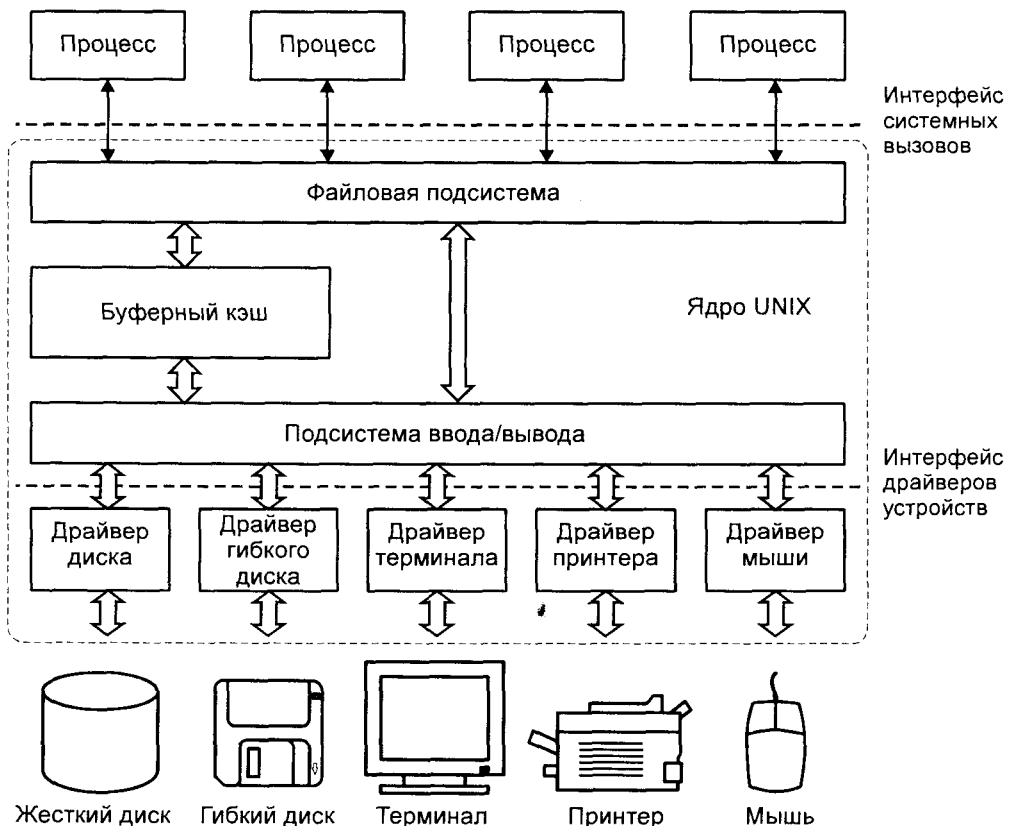 Процесс
Процесс
Процесс
Процесс
Интерфейс
системных
вызовов
Файловая подсистема
Буферный кэш
Ядро UNIX
Подсистема ввода/вывода
Интерфейс
драйверов
устройств
Драйвер
диска
Драйвер
гибкого
диска
Драйвер
терминала
Драйвер
принтера
Драйвер
мыши
Жесткий диск
Гибкий диск
Терминал
Принтер
Мышь